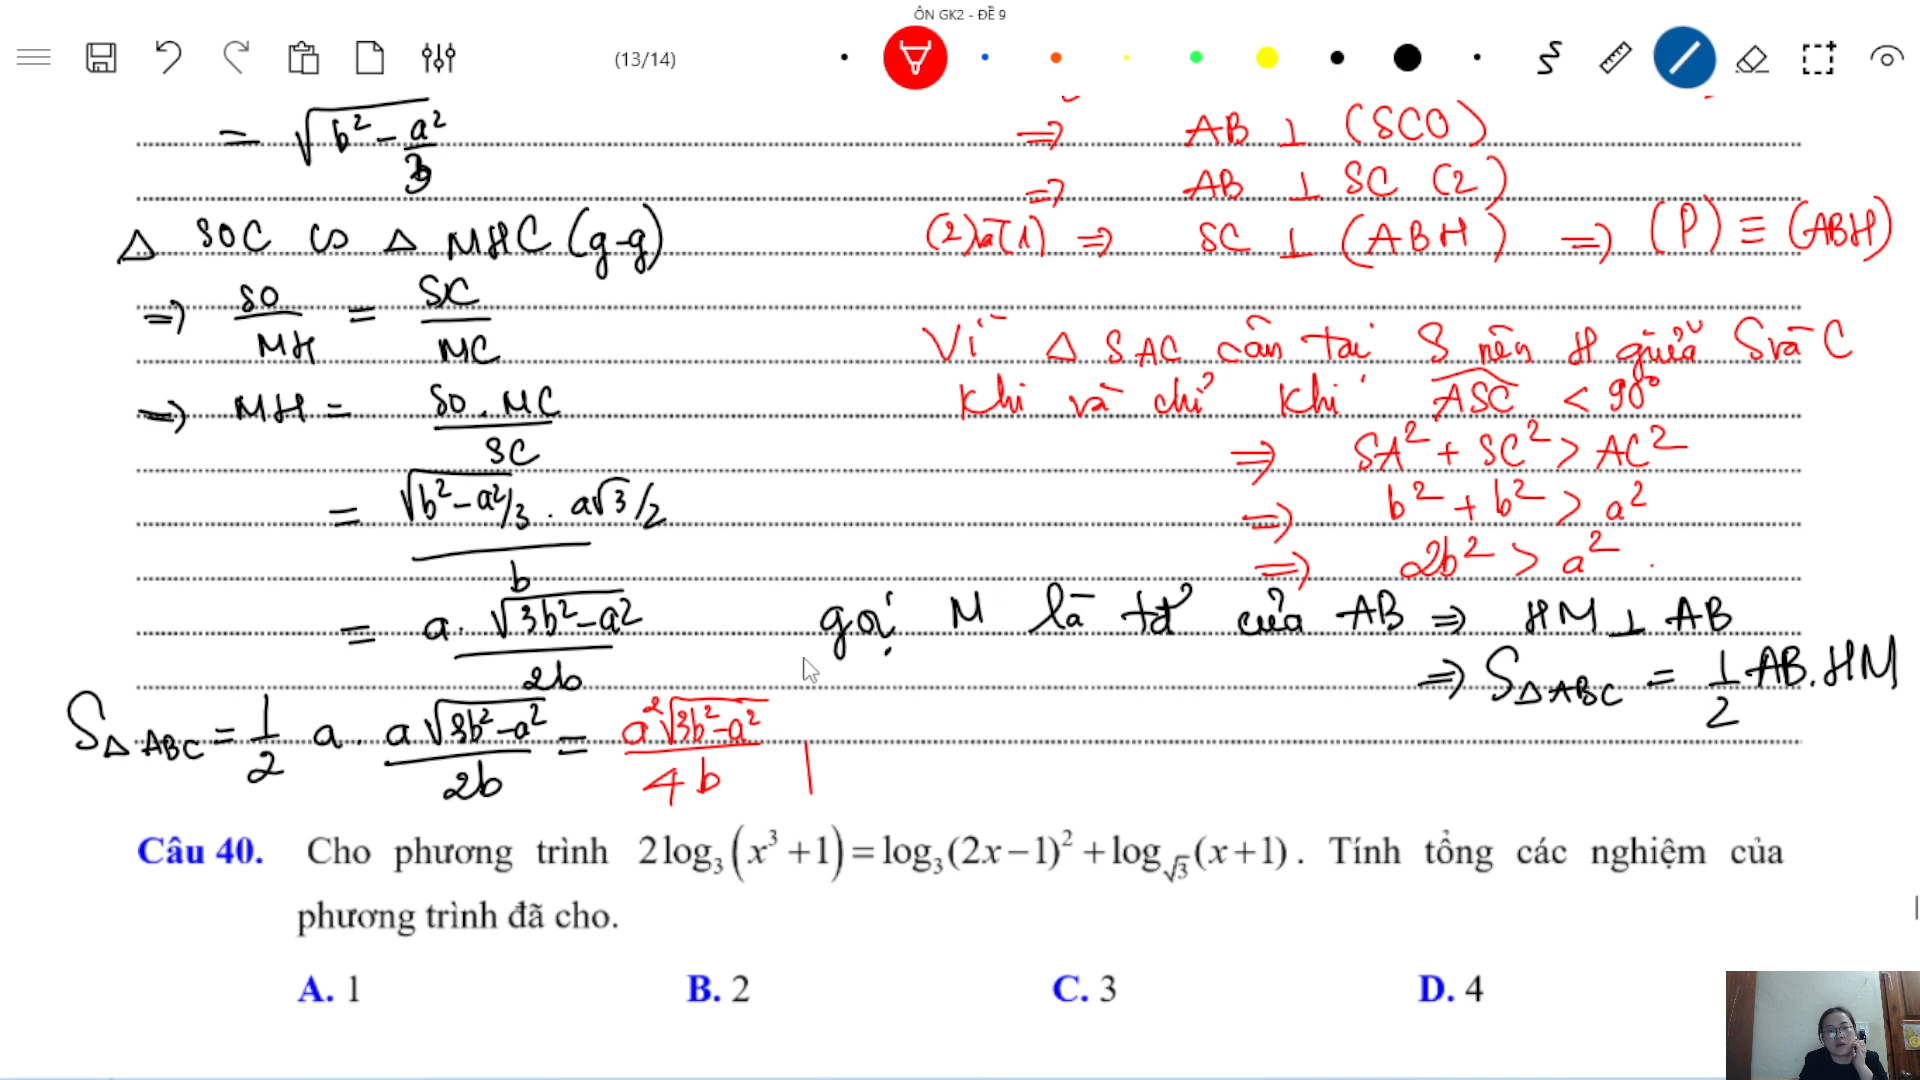 ÔN GK2 - ĐỀ 9
(13/14)
= √(b² - a²/3)
Δ SOC ∽ Δ MHC (g-g)
=> SO/MH = SC/MC
=> MH = SO . MC / SC
= √(b² - a²/3) . a√3/2 / b
= a . √(3b² - a²) / 2b
=> AB ⊥ (SCO)
=> AB ⊥ SC (2)
(2) và (1) => SC ⊥ (ABH) => (P) ≡ (ABH)
Vì Δ SAC cân tại S nên H giữa S và C
khi và chỉ khi ASC < 90°
=> SA² + SC² > AC²
=> b² + b² > a²
=> 2b² > a².
gọi M là tđ của AB => HM ⊥ AB
=> S Δ ABC = 1/2 AB.HM
S Δ ABC = 1/2 a . a√(3b² - a²) / 2b = a²√(3b² - a²) / 4b
Câu 40. Cho phương trình 2log₃(x³+1) = log₃(2x−1)² + log_√3(x+1). Tính tổng các nghiệm của
phương trình đã cho.
A. 1 B. 2 C. 3 D. 4